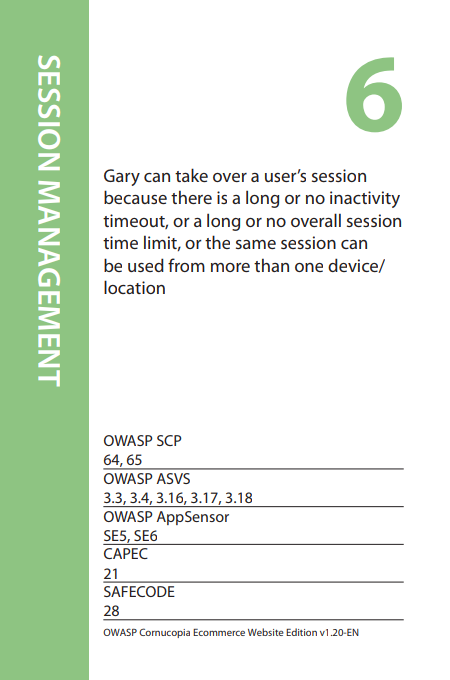 SESSION MANAGEMENT
6
Gary can take over a user’s session
because there is a long or no inactivity
timeout, or a long or no overall session
time limit, or the same session can
be used from more than one device/
location
OWASP SCP
64, 65
OWASP ASVS
3.3, 3.4, 3.16, 3.17, 3.18
OWASP AppSensor
SE5, SE6
CAPEC
21
SAFECODE
28
OWASP Cornucopia Ecommerce Website Edition v1.20-EN